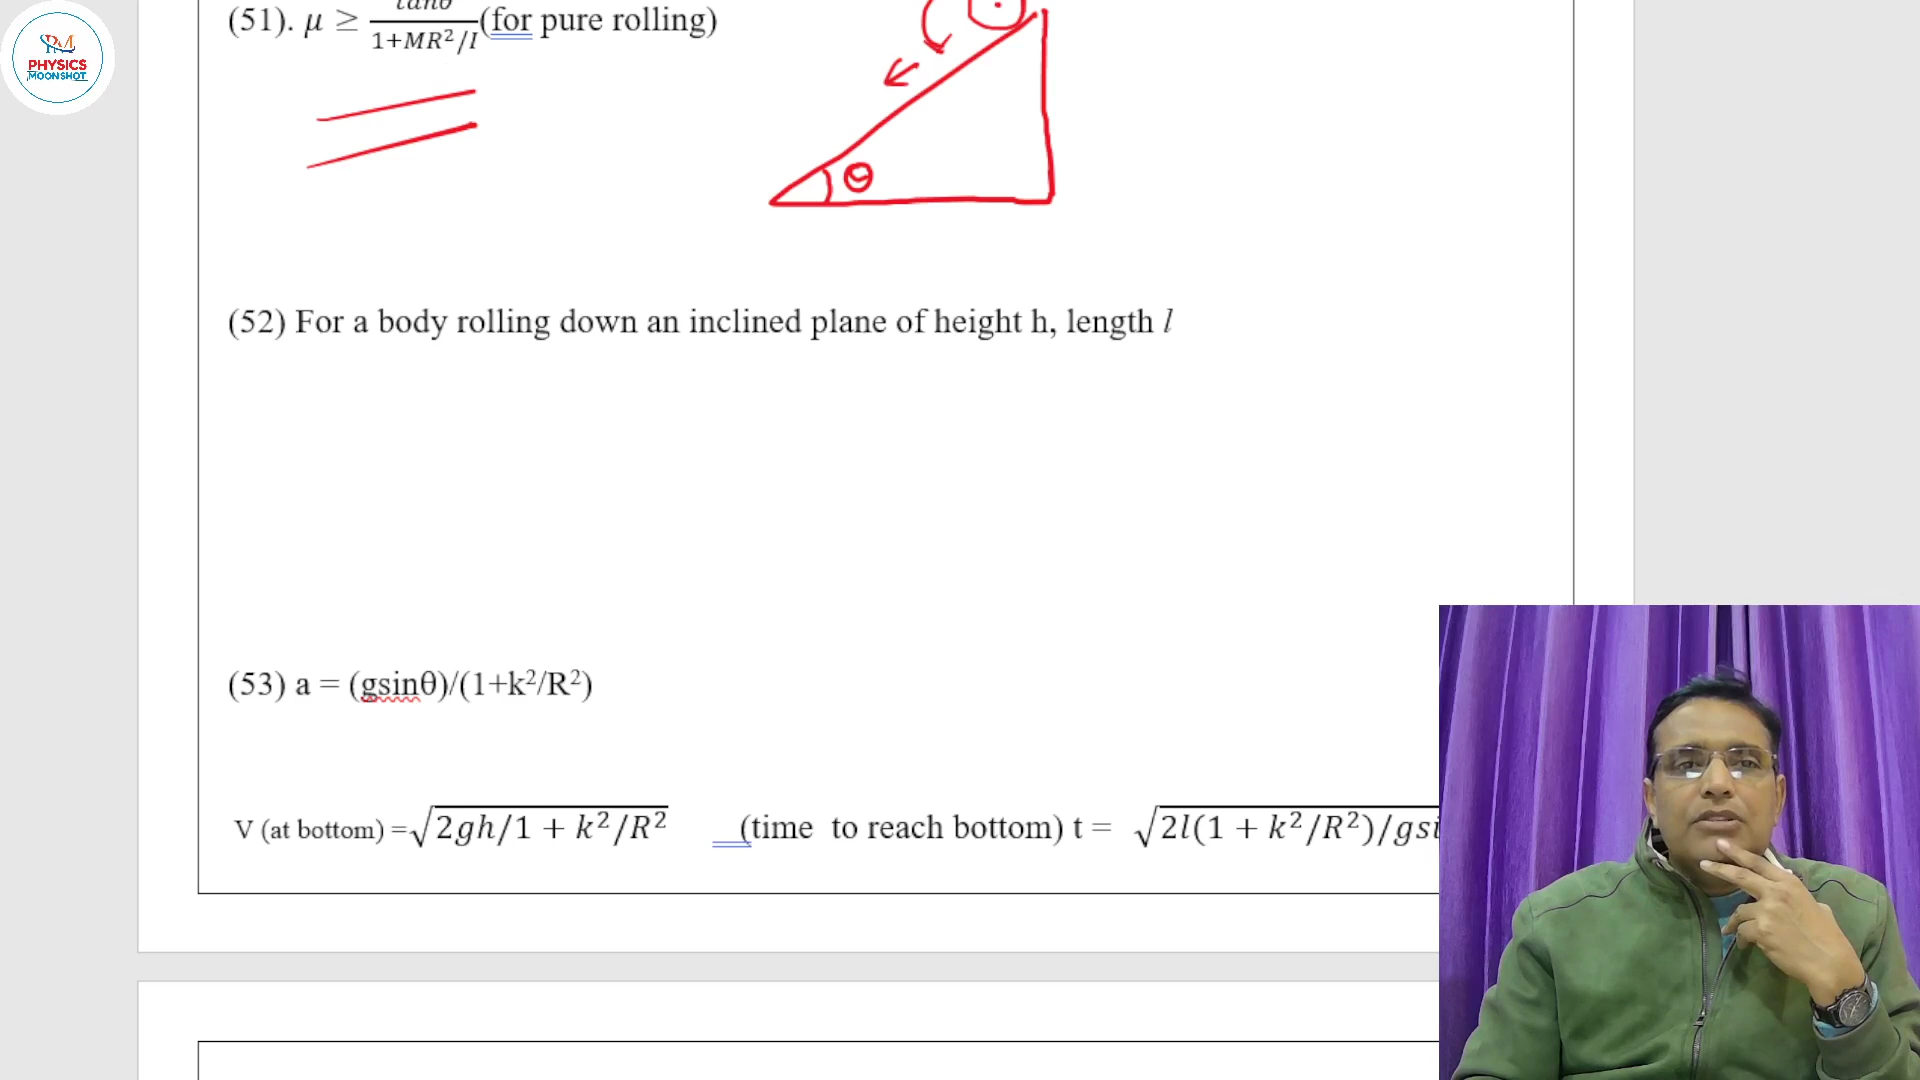 PM
PHYSICS
MOONSHOT
(51). μ ≥ tanθ/1+MR²/I (for pure rolling)
θ
(52) For a body rolling down an inclined plane of height h, length l
(53) a = (gsinθ)/(1+k²/R²)
V (at bottom) =√2gh/1 + k²/R² (time to reach bottom) t = √2l(1 + k²/R²)/gsi